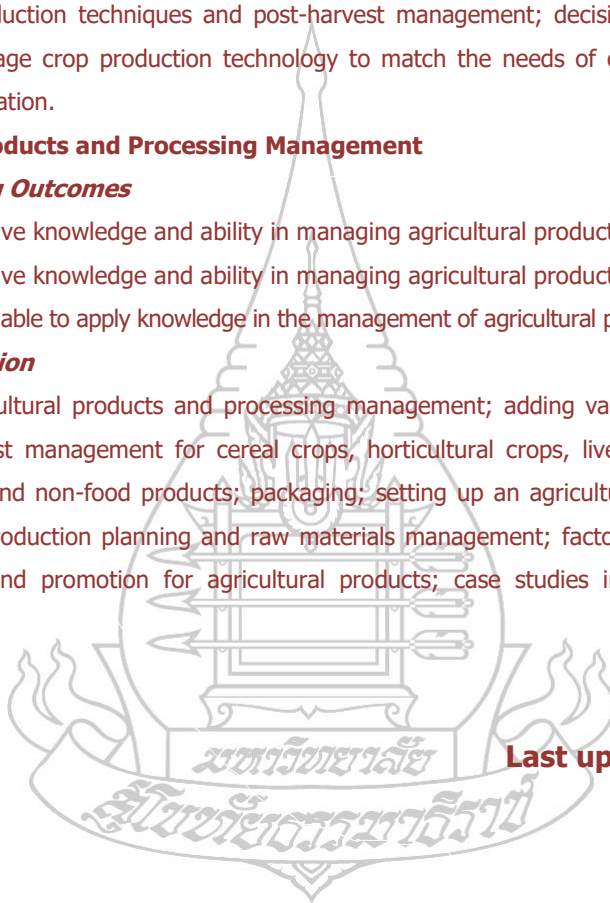 duction techniques and post-harvest management; decisi
age crop production technology to match the needs of
ation.
oducts and Processing Management
Outcomes
ve knowledge and ability in managing agricultural product
ve knowledge and ability in managing agricultural product
able to apply knowledge in the management of agricultural p
ion
ultural products and processing management; adding va
st management for cereal crops, horticultural crops, live
nd non-food products; packaging; setting up an agricultu
roduction planning and raw materials management; facto
nd promotion for agricultural products; case studies i
Last up
มหาวิทยาลัย
สุโขทัยธรรมาธิราช